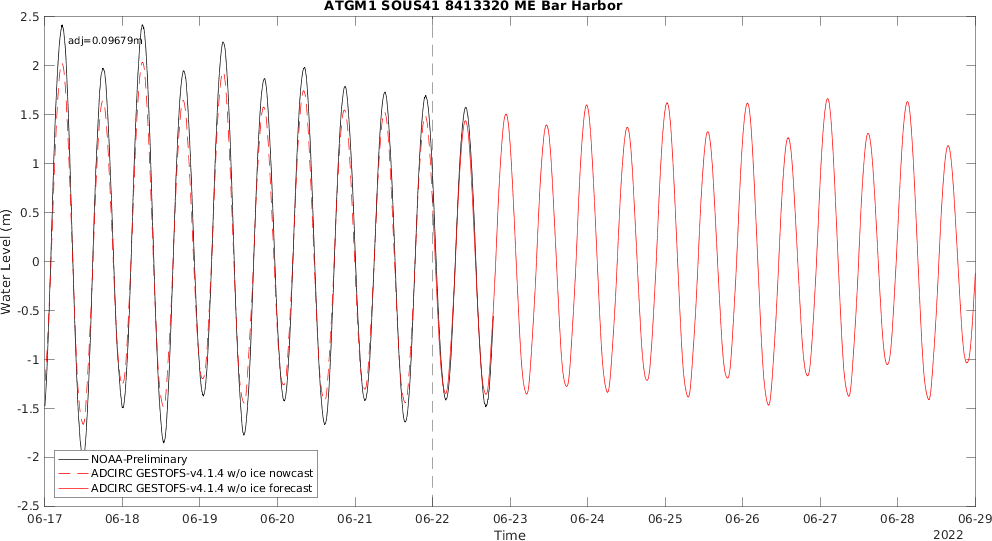 ATGM1 SOUS41 8413320 ME Bar Harbor
adj=0.09679m
2.5
2
1.5
1
0.5
0
-0.5
-1
-1.5
-2
-2.5
Water Level (m)
NOAA-Preliminary
ADCIRC GESTOFS-v4.1.4 w/o ice nowcast
ADCIRC GESTOFS-v4.1.4 w/o ice forecast
06-17 06-18 06-19 06-20 06-21 06-22 06-23 06-24 06-25 06-26 06-27 06-28 06-29
Time
2022